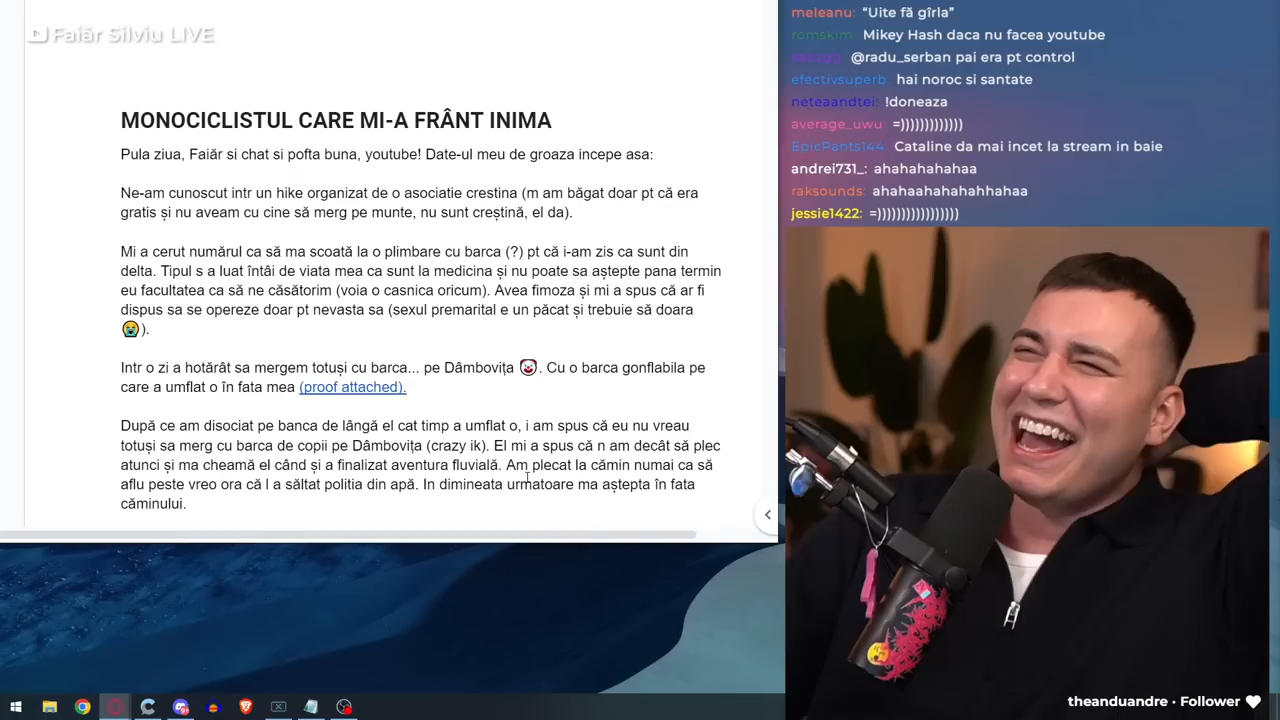 Faiăr Silviu LIVE
MONOCICLISTUL CARE MI-A FRÂNT INIMA
Pula ziua, Faiăr si chat si pofta buna, youtube! Date-ul meu de groaza incepe asa:
Ne-am cunoscut intr un hike organizat de o asociatie crestina (m am băgat doar pt că era
gratis și nu aveam cu cine să merg pe munte, nu sunt creștină, el da).
Mi a cerut numărul ca să ma scoată la o plimbare cu barca (?) pt că i-am zis ca sunt din
delta. Tipul s a luat întâi de viata mea ca sunt la medicina și nu poate sa aștepte pana termin
eu facultatea ca să ne căsătorim (voia o casnica oricum). Avea fimoza și mi a spus că ar fi
dispus sa se opereze doar pt nevasta sa (sexul premarital e un păcat și trebuie să doara
😭).
Intr o zi a hotărât sa mergem totuși cu barca... pe Dâmbovița 🤡. Cu o barca gonflabila pe
care a umflat o în fata mea (proof attached).
După ce am disociat pe banca de lângă el cat timp a umflat o, i am spus că eu nu vreau
totuși sa merg cu barca de copii pe Dâmbovița (crazy ik). El mi a spus că n am decât să plec
atunci și ma cheamă el când și a finalizat aventura fluvială. Am plecat la cămin numai ca să
aflu peste vreo ora că l a săltat politia din apă. In dimineata urmatoare ma aștepta în fata
căminului.
meleanu: “Uite fă gîrla”
romskim: Mikey Hash daca nu facea youtube
@radu_serban pai era pt control
efectivsuperb: hai noroc si santate
neteaandtei: !doneaza
average_uwu: =)))))))))))))
EpicPants144: Cataline da mai incet la stream in baie
andrei731_: ahahahahahaa
raksounds: ahahaahahahahhahaa
jessie1422: =)))))))))))))))))
theanduandre · Follower